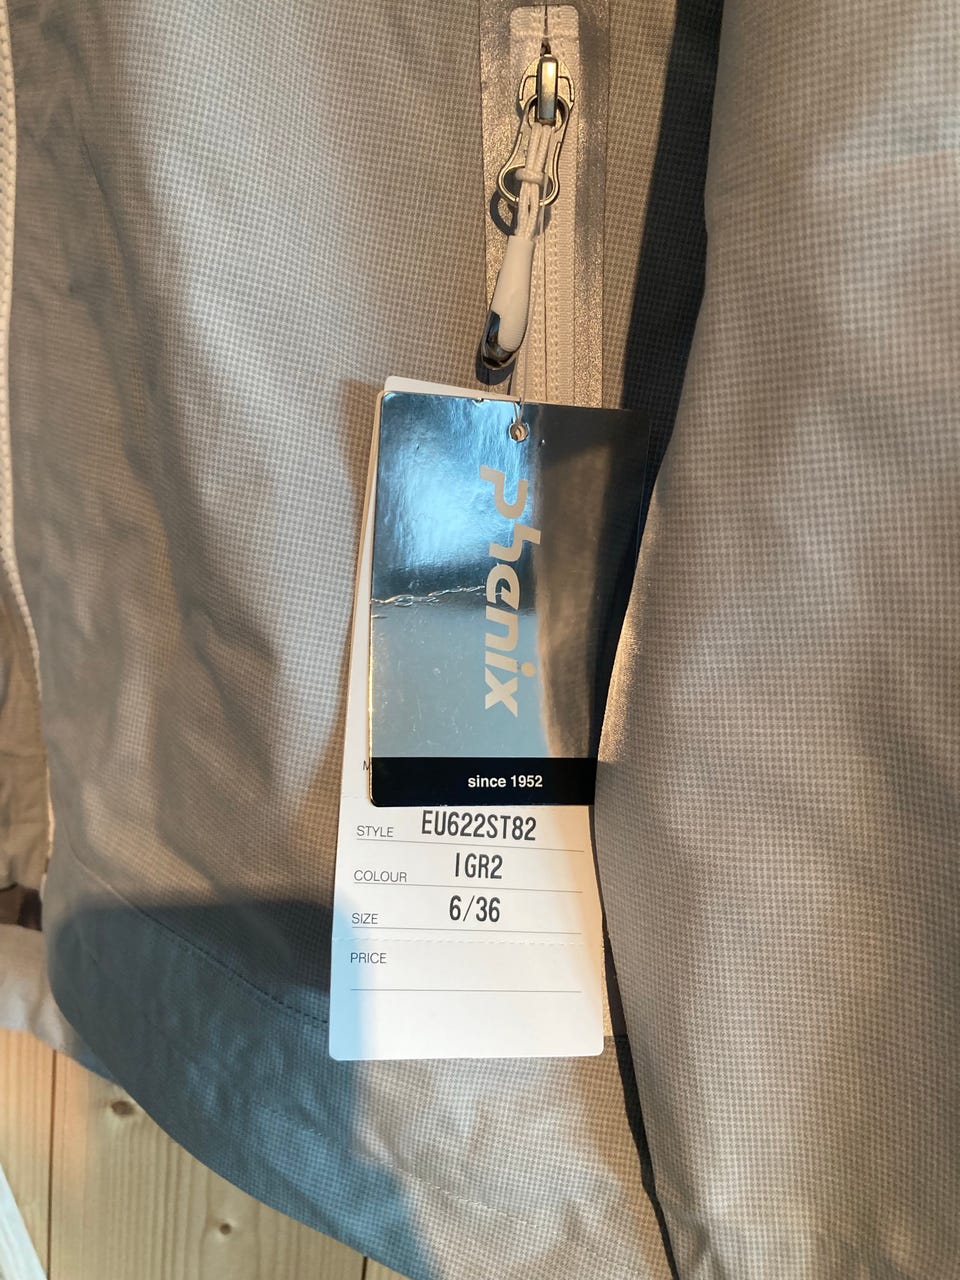 Phenix
since 1952
STYLE EU622ST82
COLOUR IGR2
SIZE 6/36
PRICE